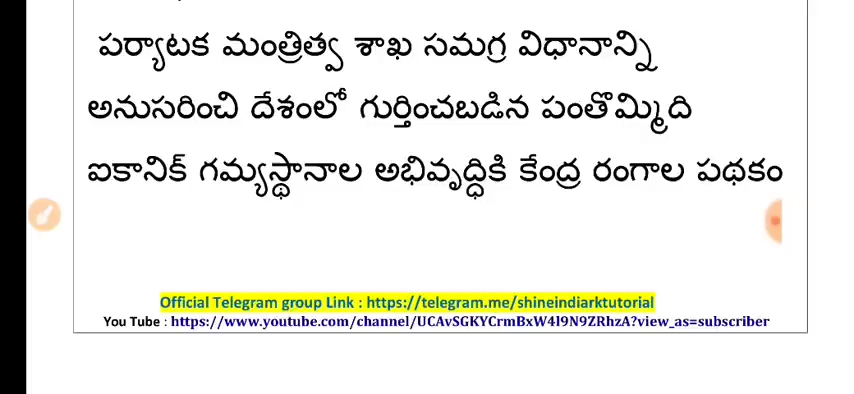 పర్యాటక మంత్రిత్వ శాఖ సమగ్ర విధానాన్ని
అనుసరించి దేశంలో గుర్తించబడిన పంతొమ్మిది
ఐకానిక్ గమ్యస్థానాల అభివృద్ధికి కేంద్ర రంగాల పథకం
Official Telegram group Link : https://telegram.me/shineindiarktutorial
You Tube : https://www.youtube.com/channel/UCAvSGKYCrmBxW4l9N9ZRhzA?view_as=subscriber